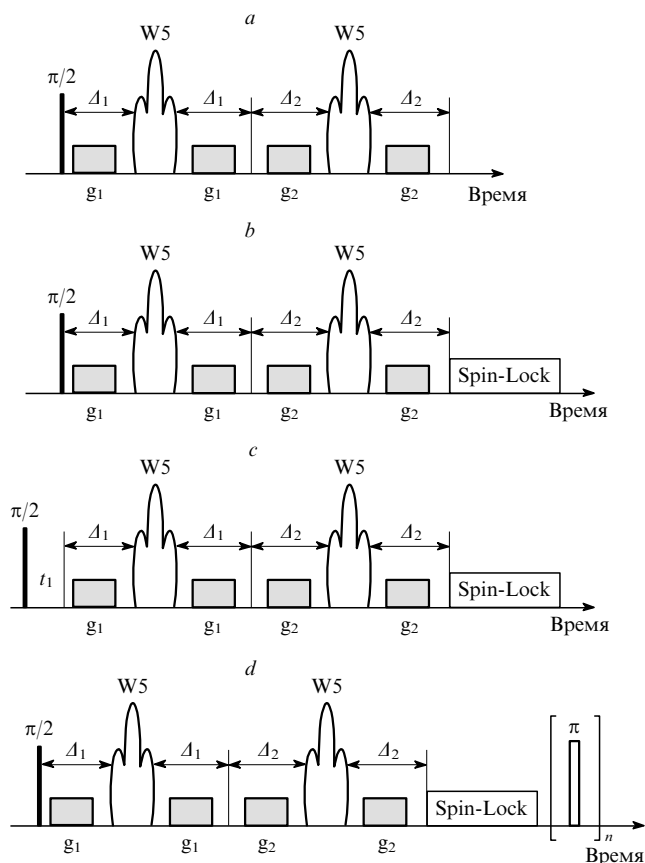 a
W5 W5
π/2
Δ1 Δ1 Δ2 Δ2
g1 g1 g2 g2
Время
b
W5 W5
π/2
Δ1 Δ1 Δ2 Δ2
Spin-Lock
g1 g1 g2 g2
Время
c
W5 W5
π/2
Δ1 Δ1 Δ2 Δ2
t1
Spin-Lock
g1 g1 g2 g2
Время
d
W5 W5
π/2 π
Δ1 Δ1 Δ2 Δ2
Spin-Lock
n
g1 g1 g2 g2
Время